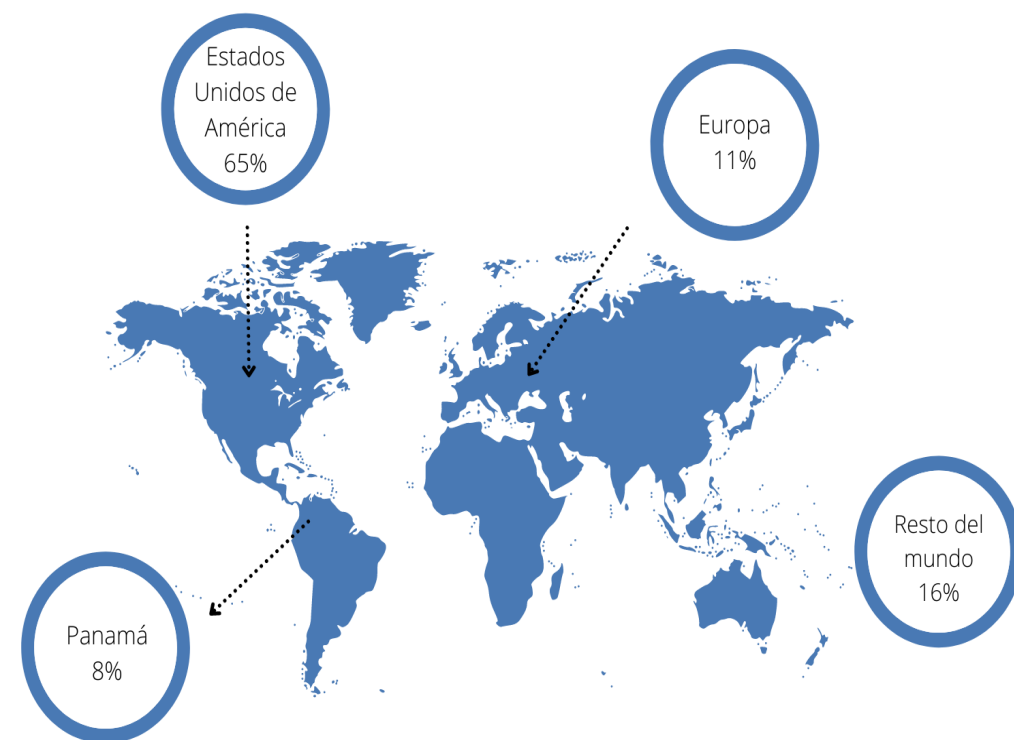 Estados
Unidos de
América
65%
Europa
11%
Resto del
mundo
16%
Panamá
8%